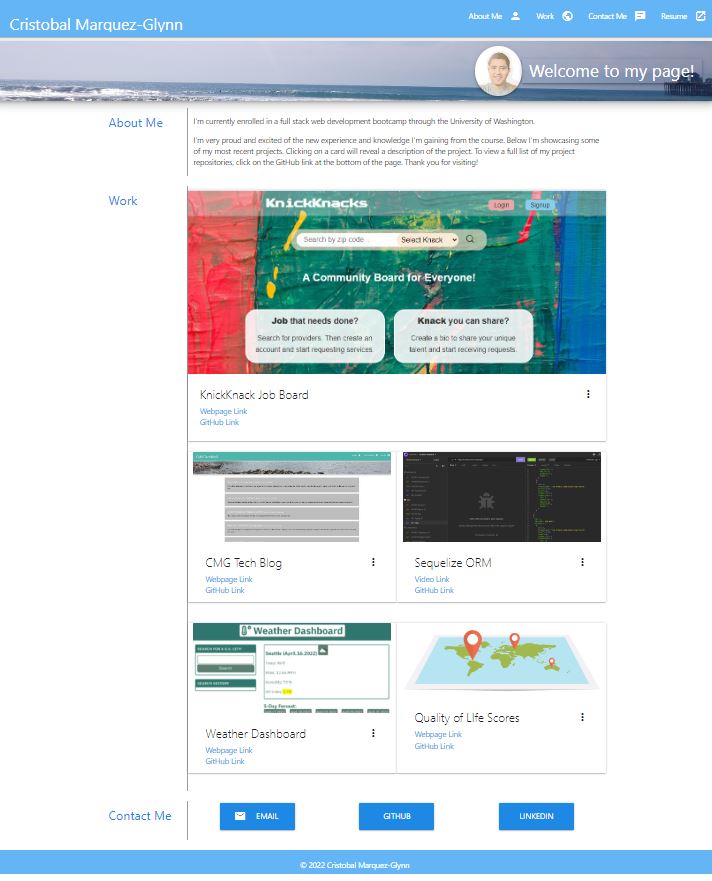 Cristobal Marquez-Glynn
About Me Work Contact Me Resume
Welcome to my page!
About Me
I'm currently enrolled in a full stack web development bootcamp through the University of Washington.
I'm very proud and excited of the new experience and knowledge I'm gaining from the course. Below I'm showcasing some
of my most recent projects. Clicking on a card will reveal a description of the project. To view a full list of my project
repositories, click on the GitHub link at the bottom of the page. Thank you for visiting!
Work
KnickKnacks
Login Signup
Search by zip code... Select Knack
A Community Board for Everyone!
Job that needs done?
Search for providers. Then create an
account and start requesting services.
Knack you can share?
Create a bio to share your unique
talent and start receiving requests.
KnickKnack Job Board
Webpage Link
GitHub Link
CMG Tech Blog
Webpage Link
GitHub Link
Sequelize ORM
Video Link
GitHub Link
Weather Dashboard
SEARCH FOR A U.S. CITY
Search
SEARCH HISTORY
Seattle (April,16,2022)
5-Day Forecast:
Weather Dashboard
Webpage Link
GitHub Link
Quality of LIfe Scores
Webpage Link
GitHub Link
Contact Me
EMAIL
GITHUB
LINKEDIN
© 2022 Cristobal Marquez-Glynn